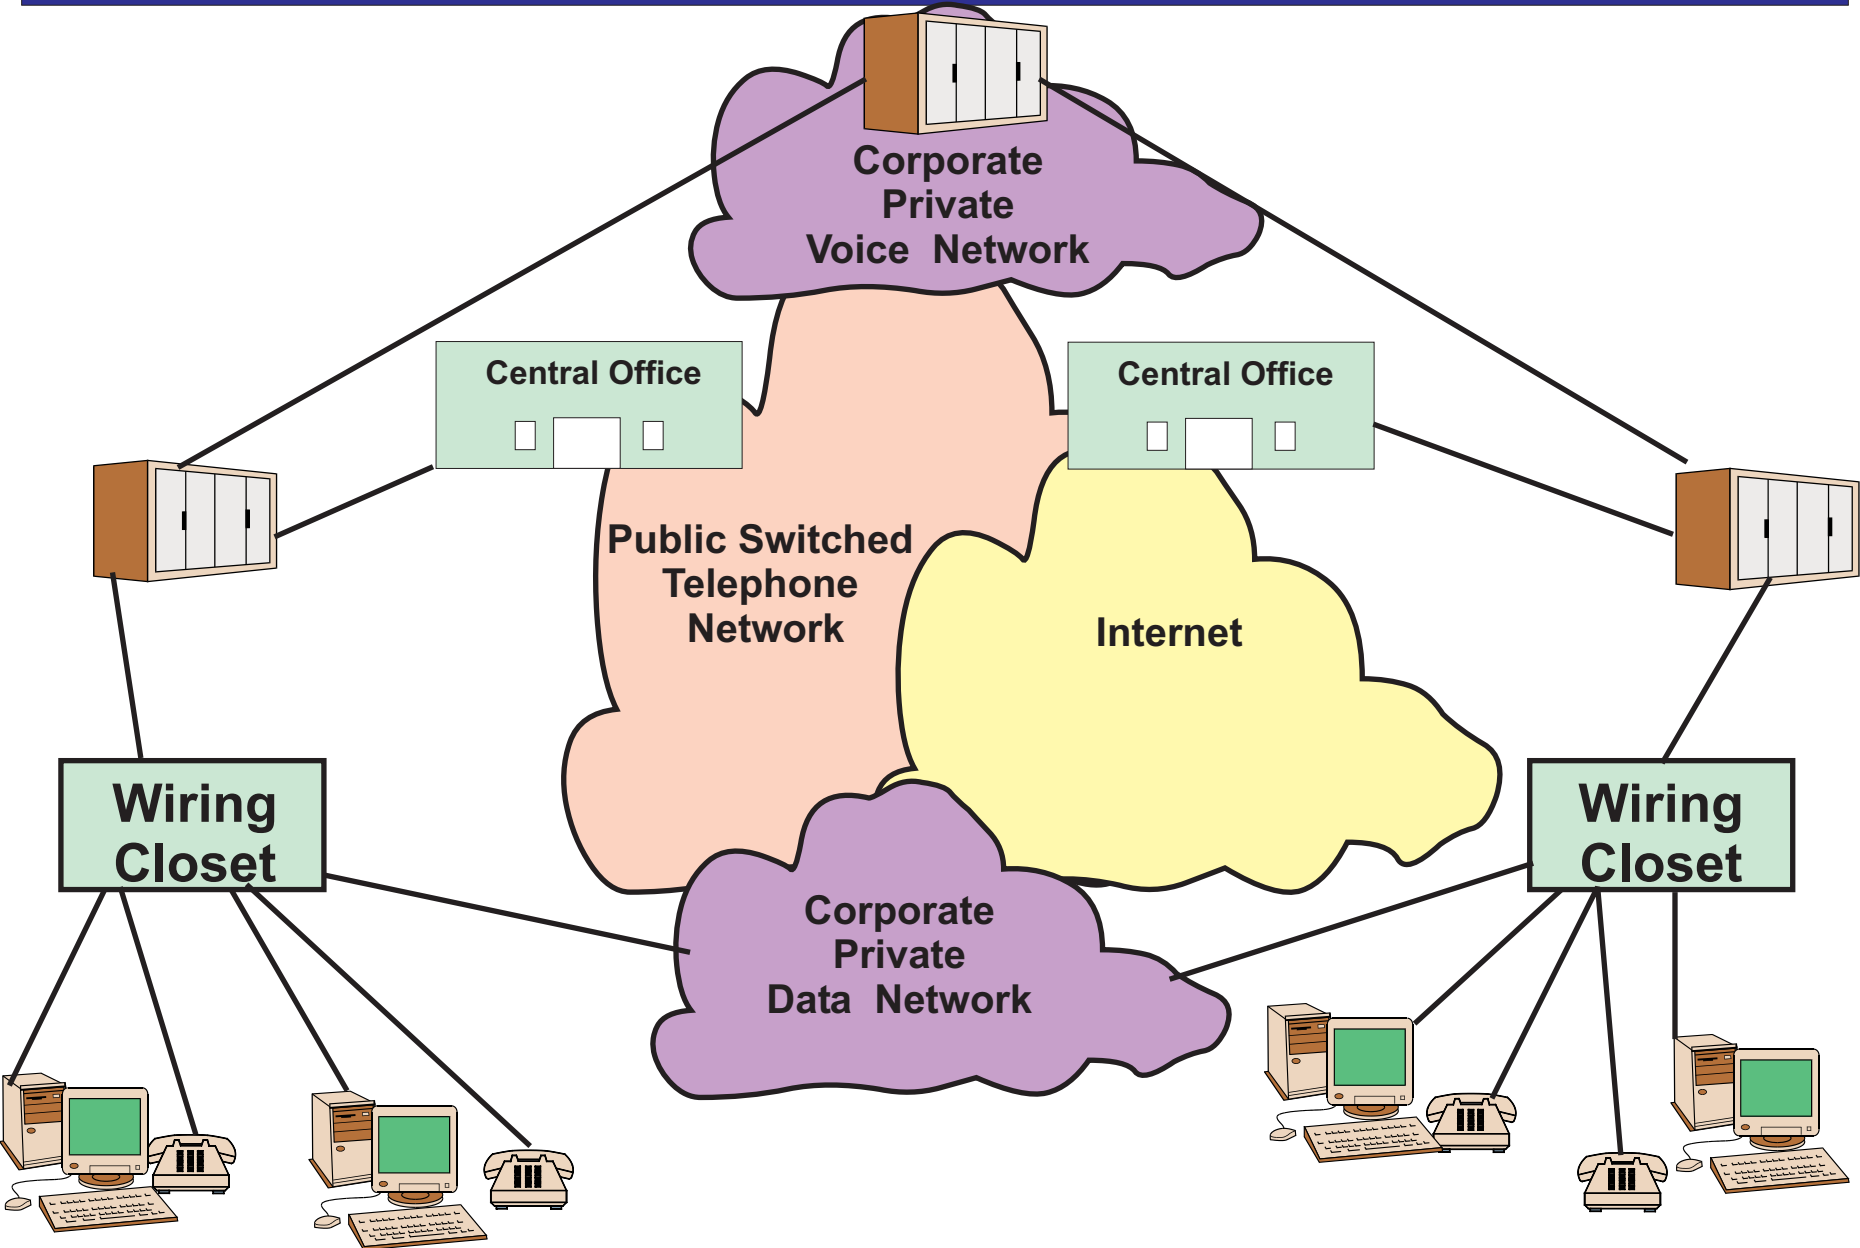 Corporate
Private
Voice Network
Central Office
Central Office
Public Switched
Telephone
Network
Internet
Wiring
Closet
Wiring
Closet
Corporate
Private
Data Network